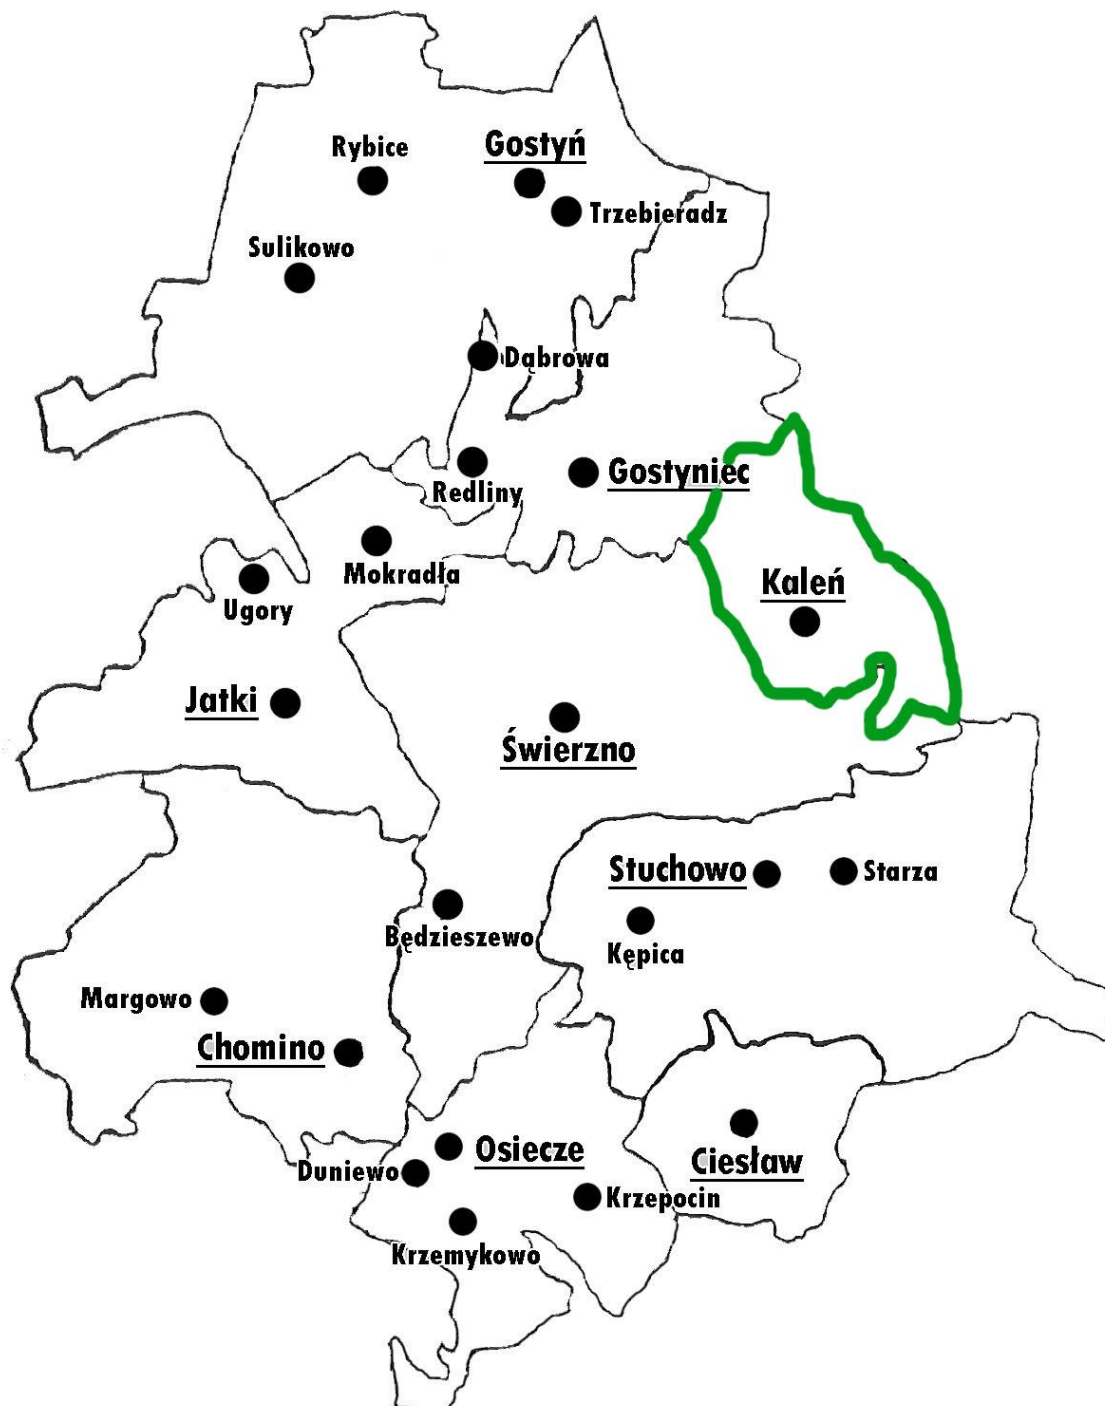 Rybice
Gostyń
Trzebieradz
Sulikowo
Dąbrowa
Redliny
Gostyniec
Mokradła
Ugory
Kaleń
Jatki
Świerzno
Stuchowo
Starza
Będzieszewo
Kępica
Margowo
Chomino
Osiecze
Duniewo
Ciesław
Krzepocin
Krzemykowo